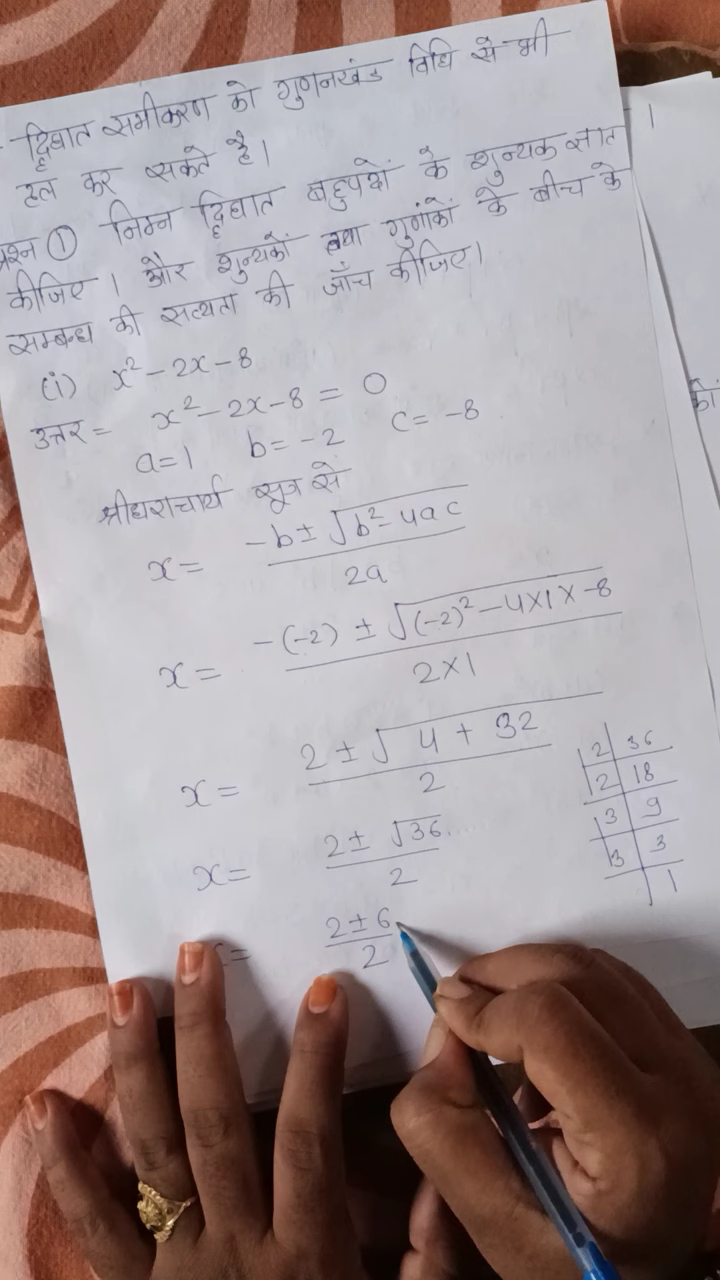 द्विघात समीकरण को गुणनखंड विधि से भी
हल कर सकते है।
प्रश्न ① निम्न द्विघात बहुपदों के शुन्यक ज्ञात
कीजिए। और शुन्यकों तथा गुणांकों के बीच के
सम्बन्ध की सत्यता की जाँच कीजिए।
(i) x² - 2x - 8
उत्तर = x² - 2x - 8 = 0
a=1 b= -2 c= -8
श्रीधराचार्य सूत्र से
x= -b ± √b² - 4ac / 2a
x= -(-2) ± √(-2)² - 4×1× -8 / 2×1
x= 2 ± √4 + 32 / 2
2 | 36
2 | 18
3 | 9
3 | 3
| 1
x= 2 ± √36 / 2
= 2 ± 6 / 2
को